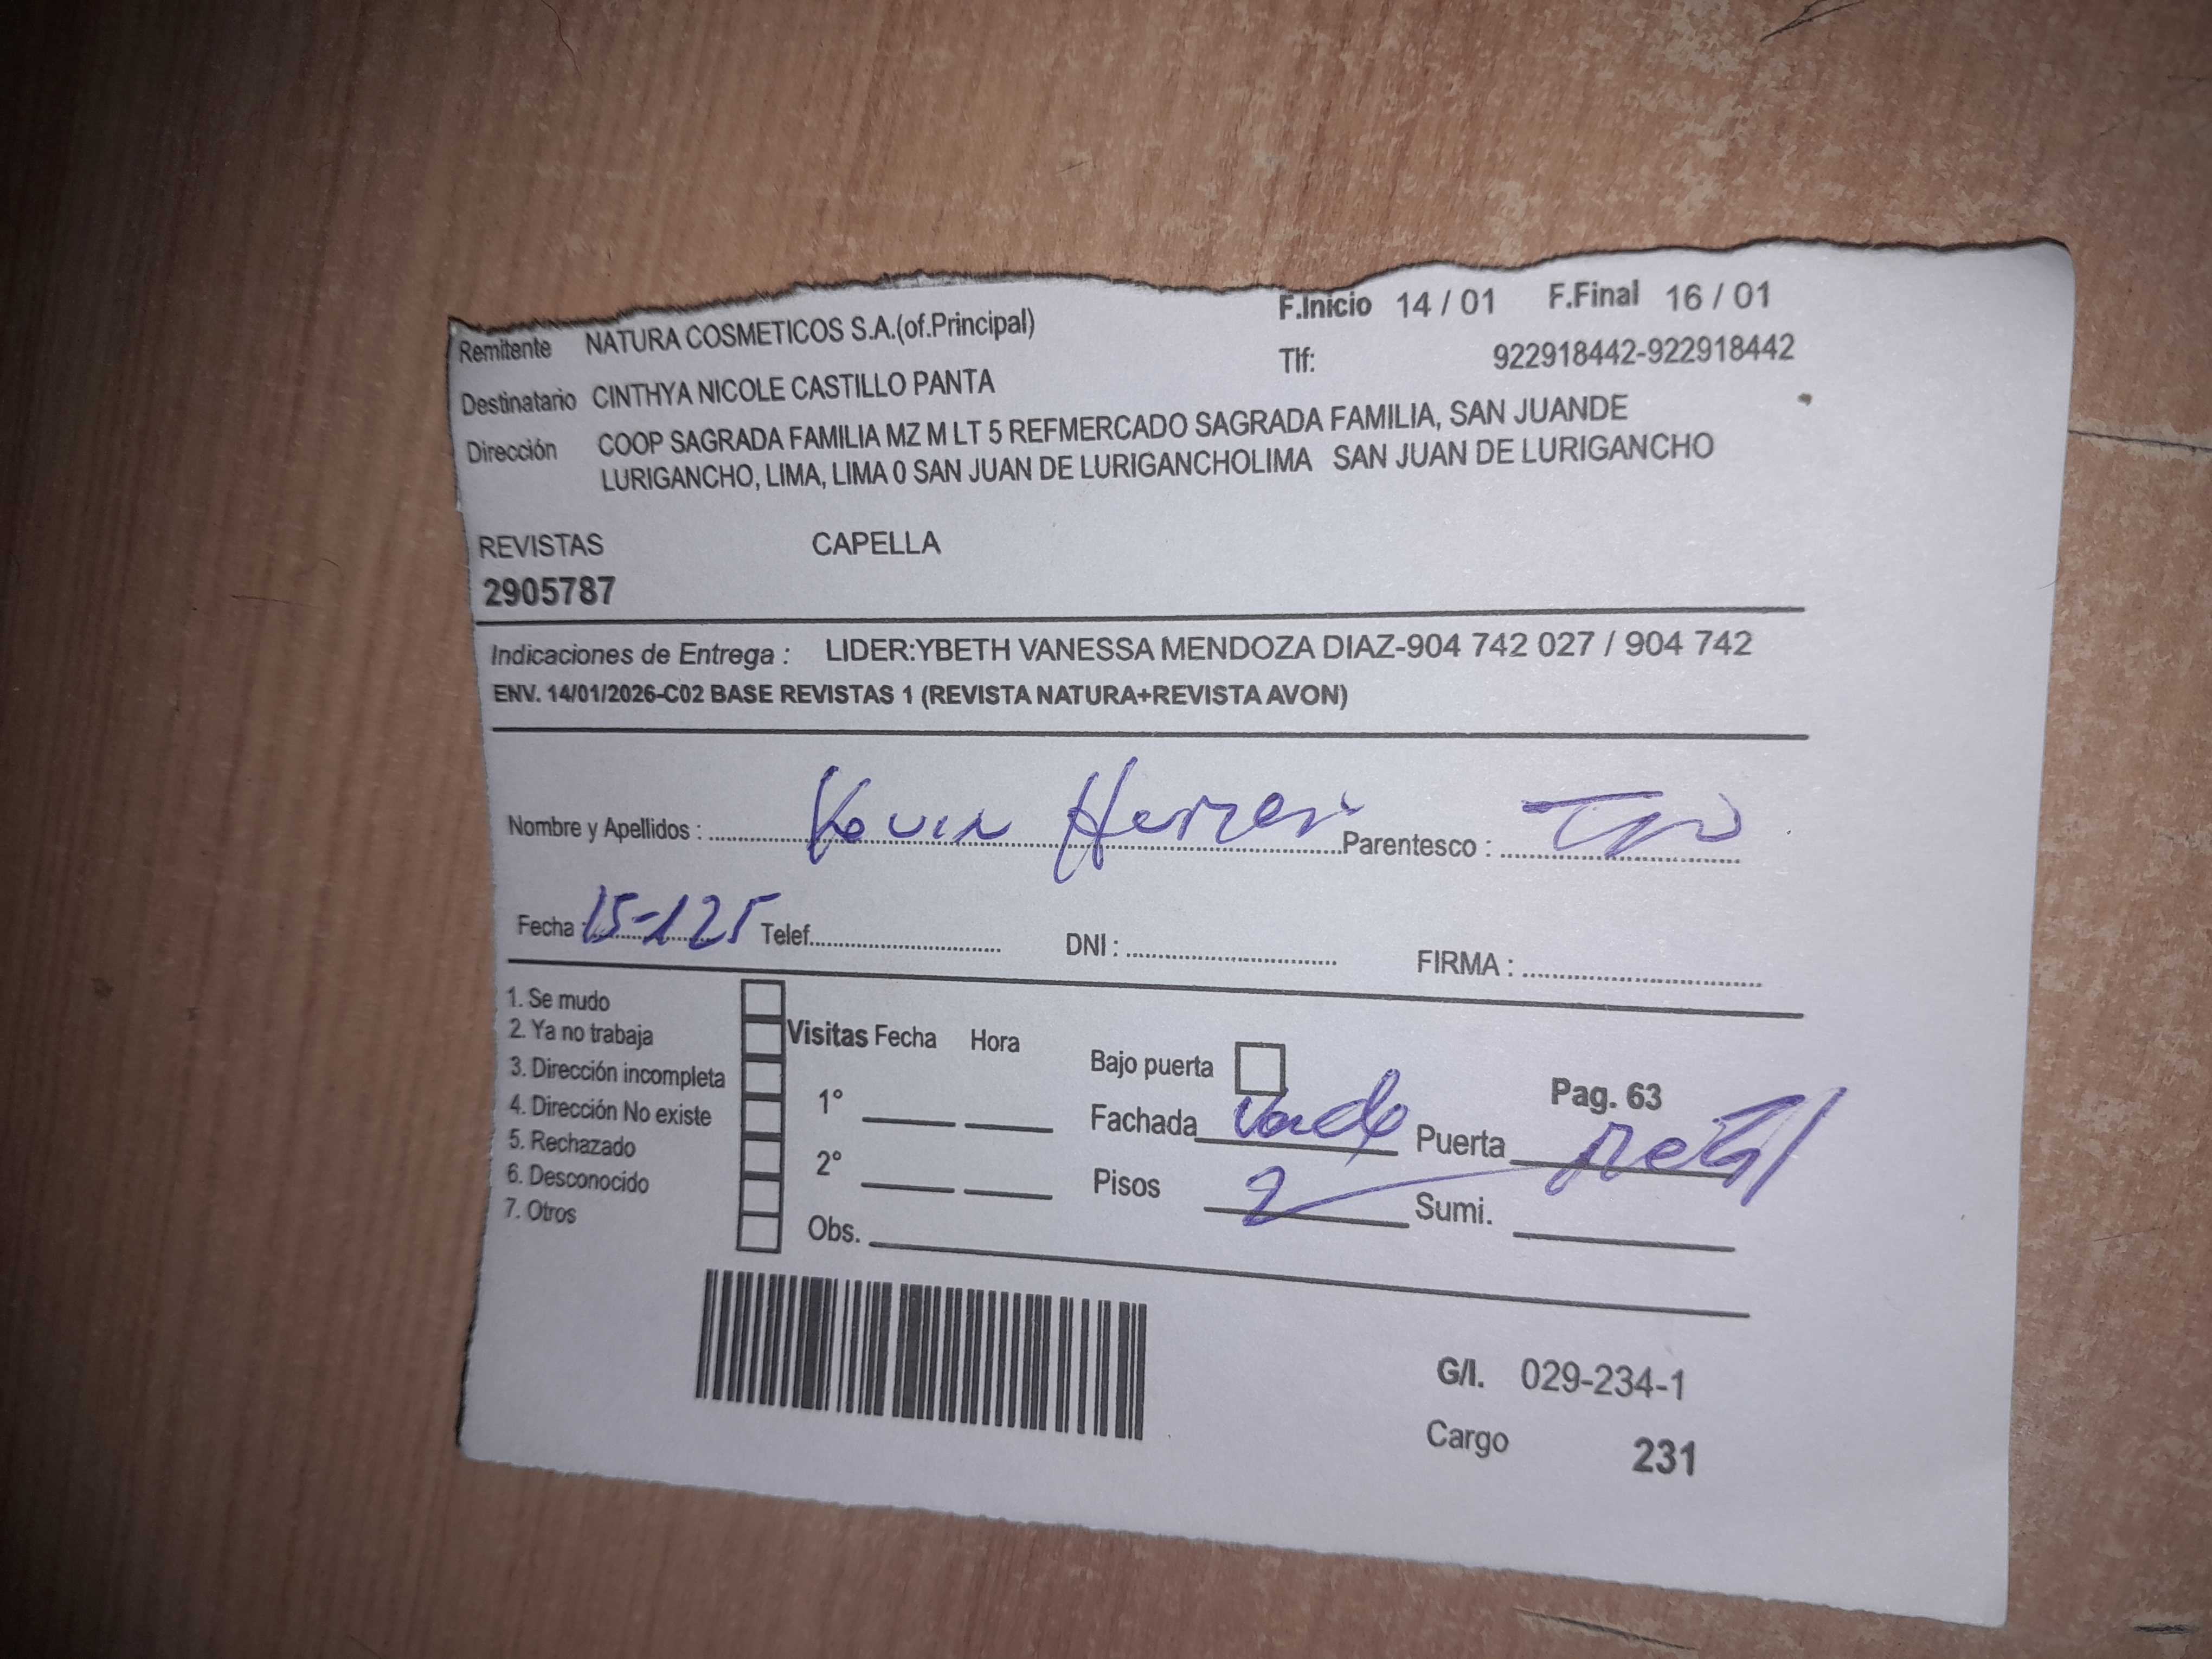 F.Inicio 14 / 01 F.Final 16 / 01
Remitente NATURA COSMETICOS S.A.(of.Principal)
Tlf: 922918442-922918442
Destinatario CINTHYA NICOLE CASTILLO PANTA
Dirección COOP SAGRADA FAMILIA MZ M LT 5 REFMERCADO SAGRADA FAMILIA, SAN JUANDE
LURIGANCHO, LIMA, LIMA 0 SAN JUAN DE LURIGANCHOLIMA SAN JUAN DE LURIGANCHO
REVISTAS CAPELLA
2905787
Indicaciones de Entrega : LIDER:YBETH VANESSA MENDOZA DIAZ-904 742 027 / 904 742
ENV. 14/01/2026-C02 BASE REVISTAS 1 (REVISTA NATURA+REVISTA AVON)
Nombre y Apellidos : Kevin Parentesco :
Fecha : 15-1 25 Telef. DNI : FIRMA :
1. Se mudo
2. Ya no trabaja
3. Dirección incompleta
4. Dirección No existe
5. Rechazado
6. Desconocido
7. Otros
Visitas Fecha Hora
1°
2°
Obs.
Bajo puerta
Pag. 63
Fachada Puerta
Pisos 2 Sumi.
G/I. 029-234-1
Cargo 231